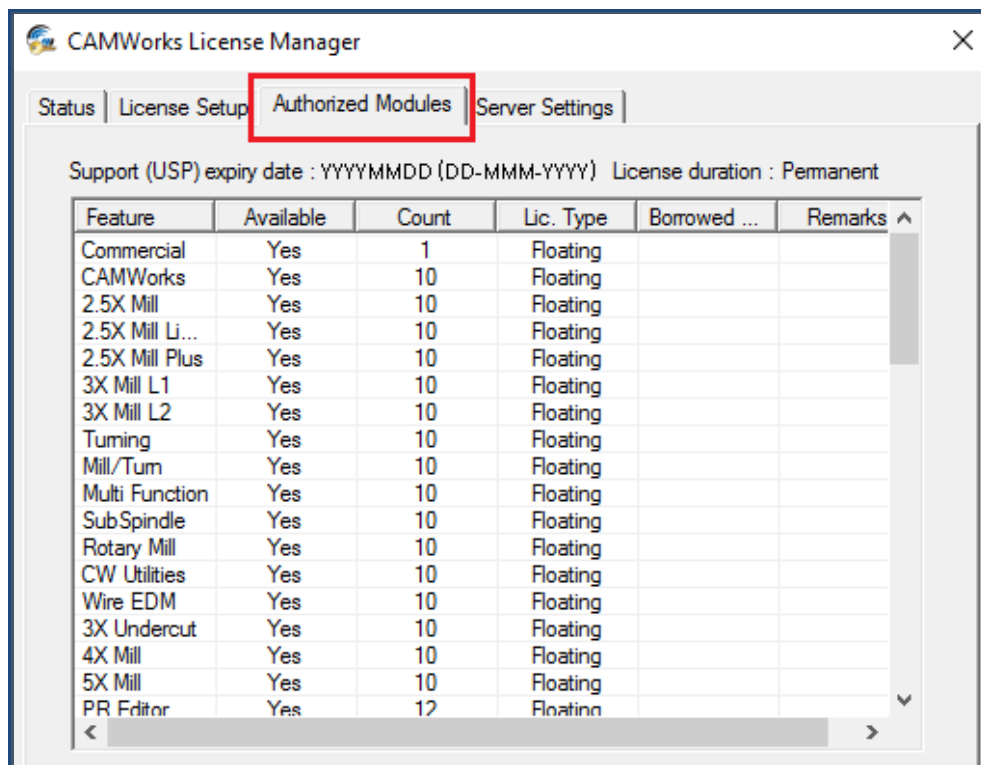 CAMWorks License Manager
Status License Setup Authorized Modules Server Settings
Support (USP) expiry date : YYYYMMDD (DD-MMM-YYYY) License duration : Permanent
Feature Available Count Lic. Type Borrowed ... Remarks
Commercial Yes 1 Floating
CAMWorks Yes 10 Floating
2.5X Mill Yes 10 Floating
2.5X Mill Li... Yes 10 Floating
2.5X Mill Plus Yes 10 Floating
3X Mill L1 Yes 10 Floating
3X Mill L2 Yes 10 Floating
Turning Yes 10 Floating
Mill/Turn Yes 10 Floating
Multi Function Yes 10 Floating
SubSpindle Yes 10 Floating
Rotary Mill Yes 10 Floating
CW Utilities Yes 10 Floating
Wire EDM Yes 10 Floating
3X Undercut Yes 10 Floating
4X Mill Yes 10 Floating
5X Mill Yes 10 Floating
PR Editor Yes 12 Floating